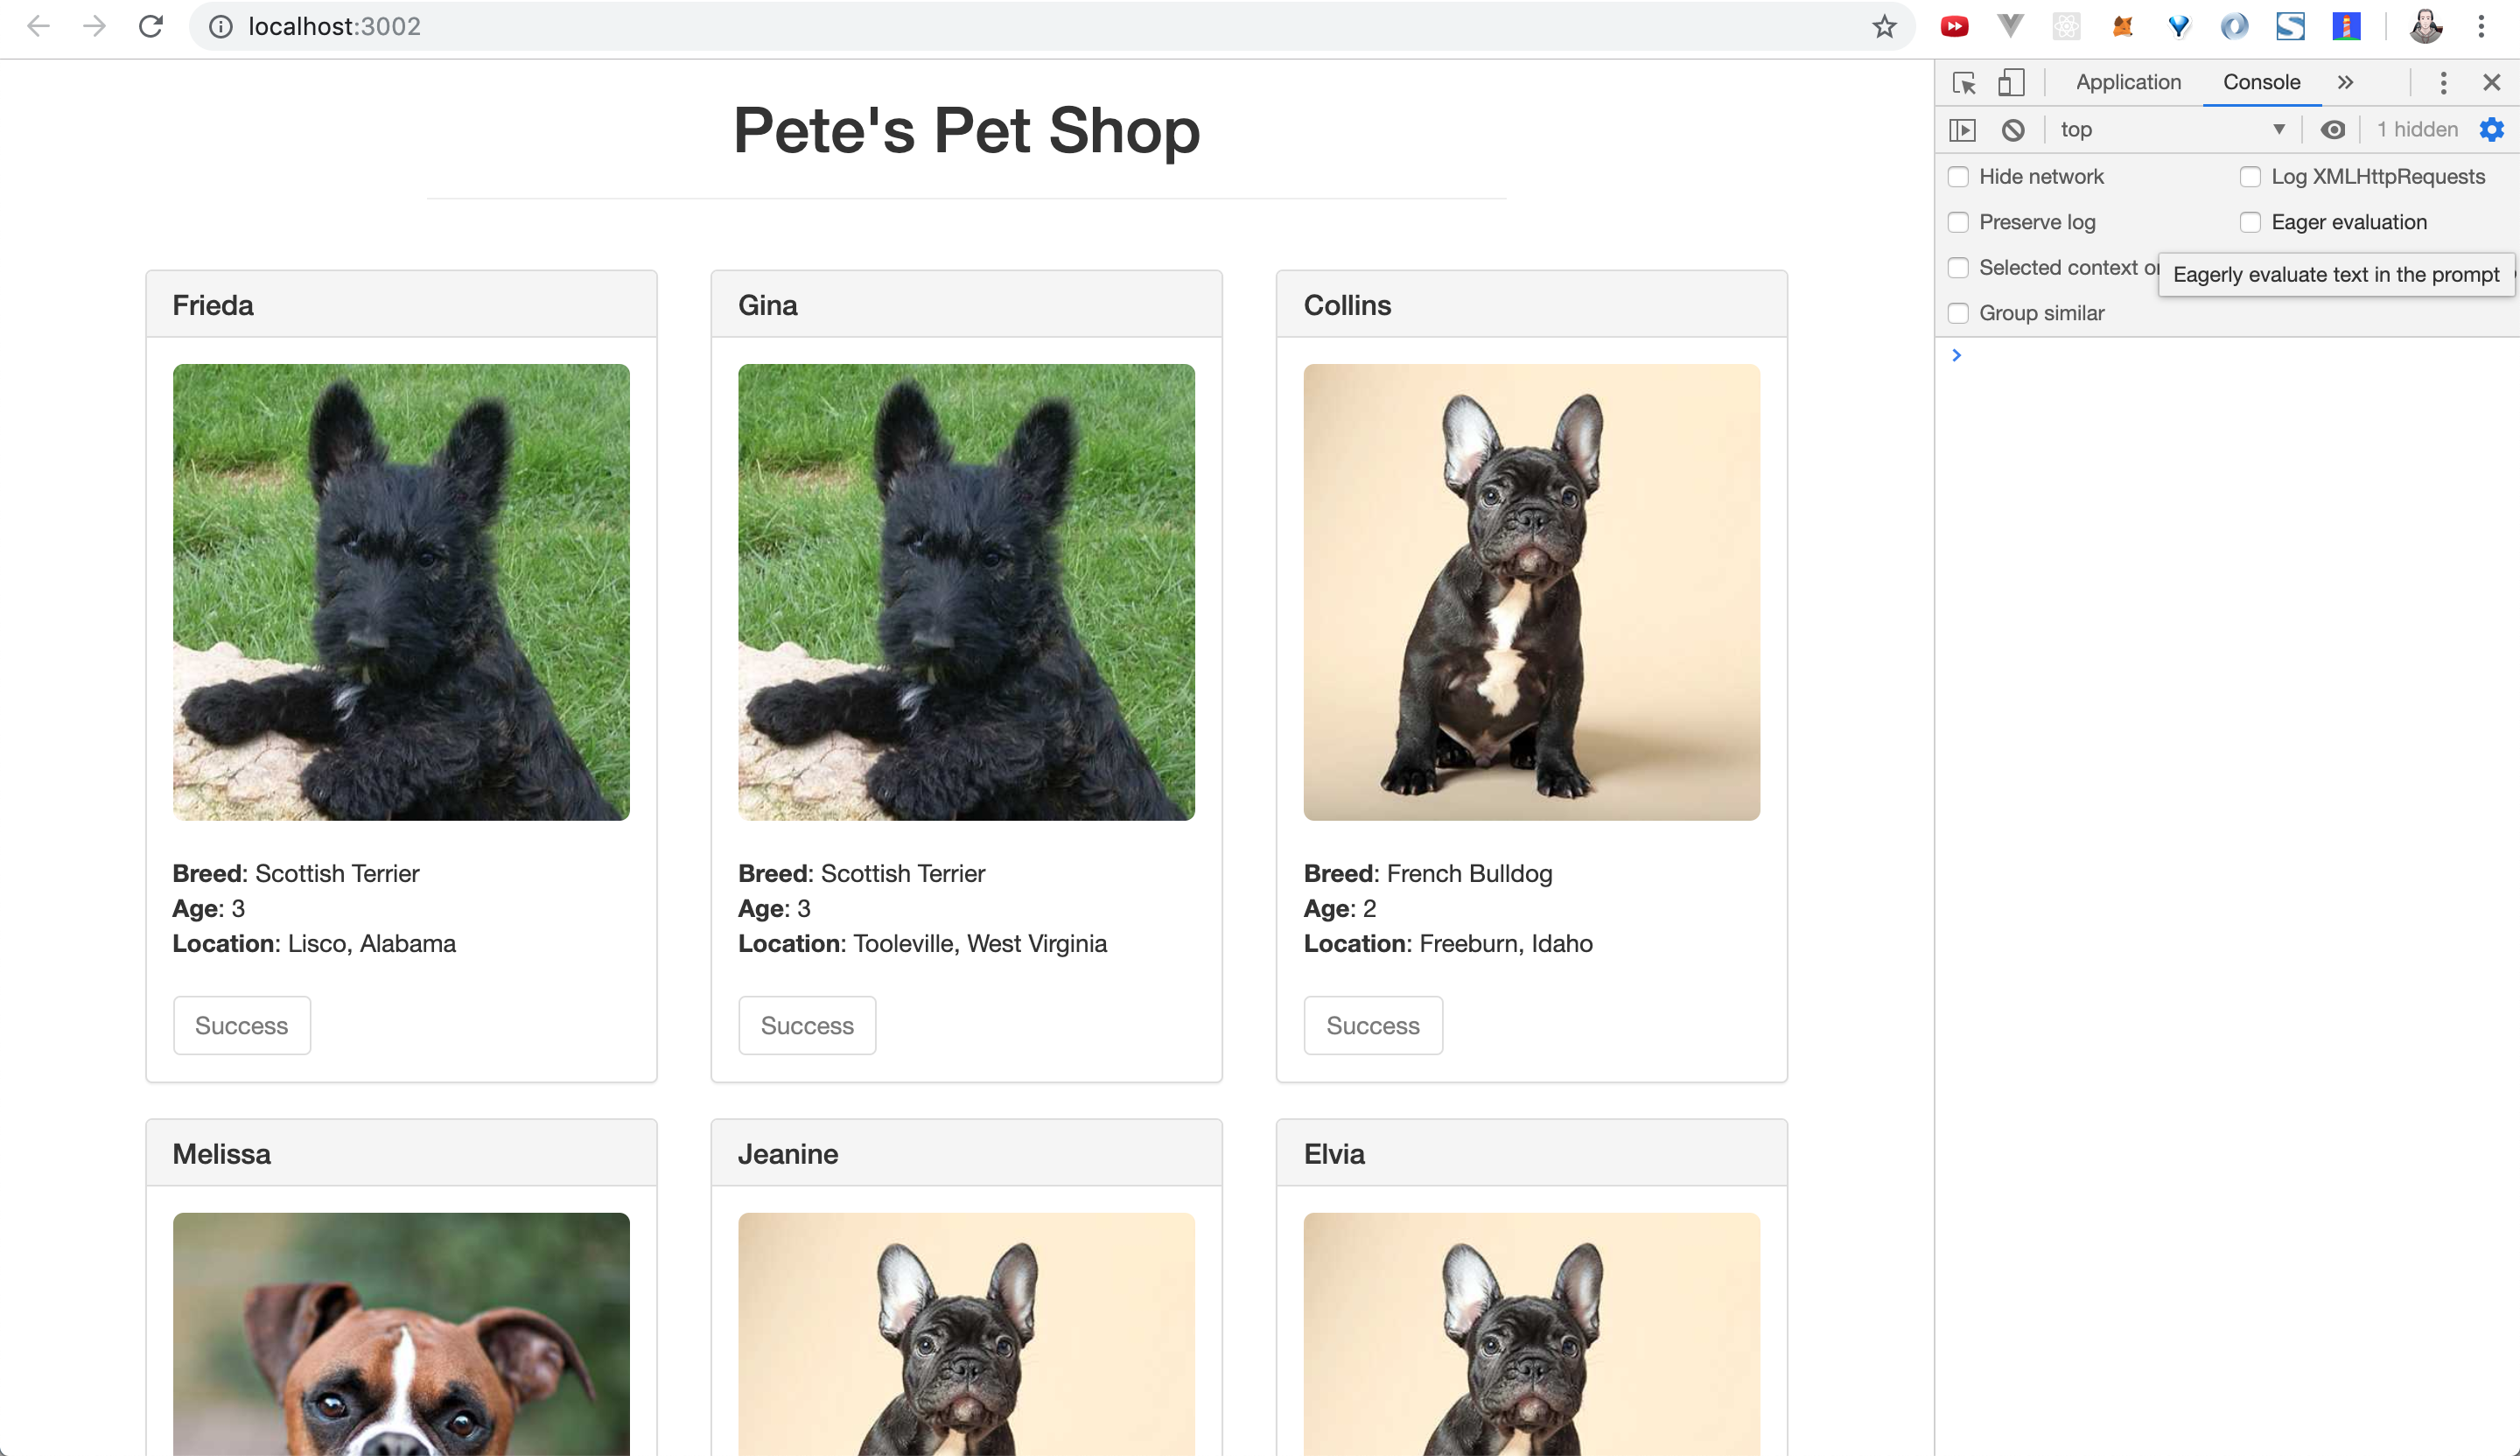 localhost:3002
Application Console
top 1 hidden
Hide network Log XMLHttpRequests
Preserve log Eager evaluation
Selected context
Eagerly evaluate text in the prompt
Group similar
Pete's Pet Shop
Frieda
Breed: Scottish Terrier
Age: 3
Location: Lisco, Alabama
Success
Gina
Breed: Scottish Terrier
Age: 3
Location: Tooleville, West Virginia
Success
Collins
Breed: French Bulldog
Age: 2
Location: Freeburn, Idaho
Success
Melissa
Jeanine
Elvia